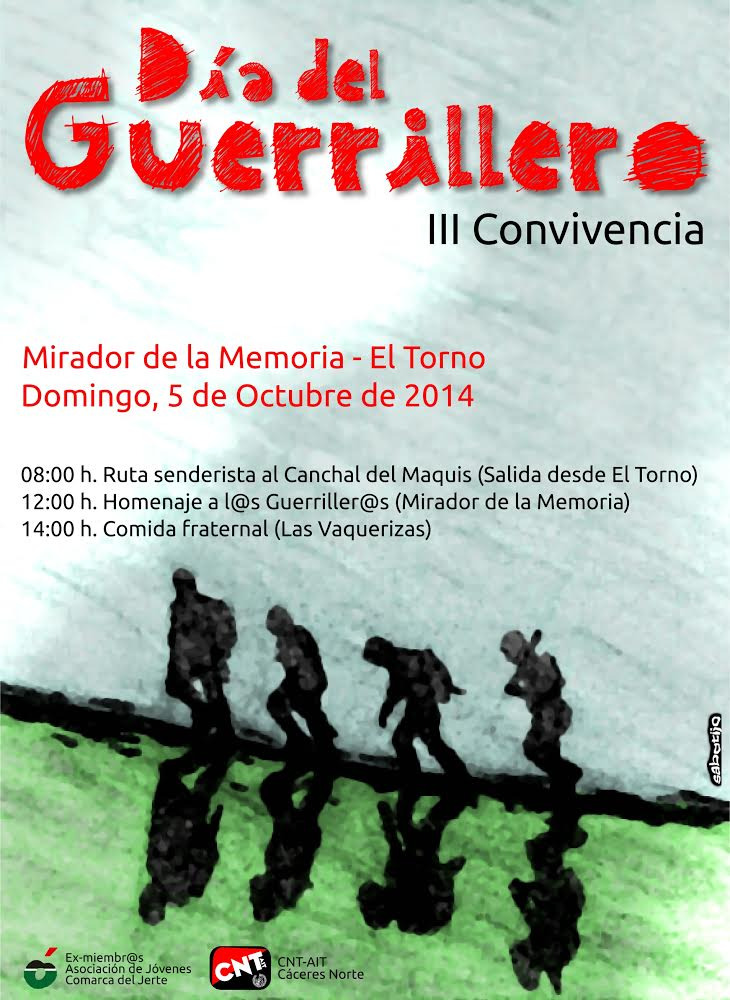 Día del
Guerrillero
III Convivencia
Mirador de la Memoria - El Torno
Domingo, 5 de Octubre de 2014
08:00 h. Ruta senderista al Canchal del Maquis (Salida desde El Torno)
12:00 h. Homenaje a l@s Guerriller@s (Mirador de la Memoria)
14:00 h. Comida fraternal (Las Vaquerizas)
sabotijo
Ex-miembr@s
Asociación de Jóvenes
Comarca del Jerte
CNT
CNT-AIT
Cáceres Norte